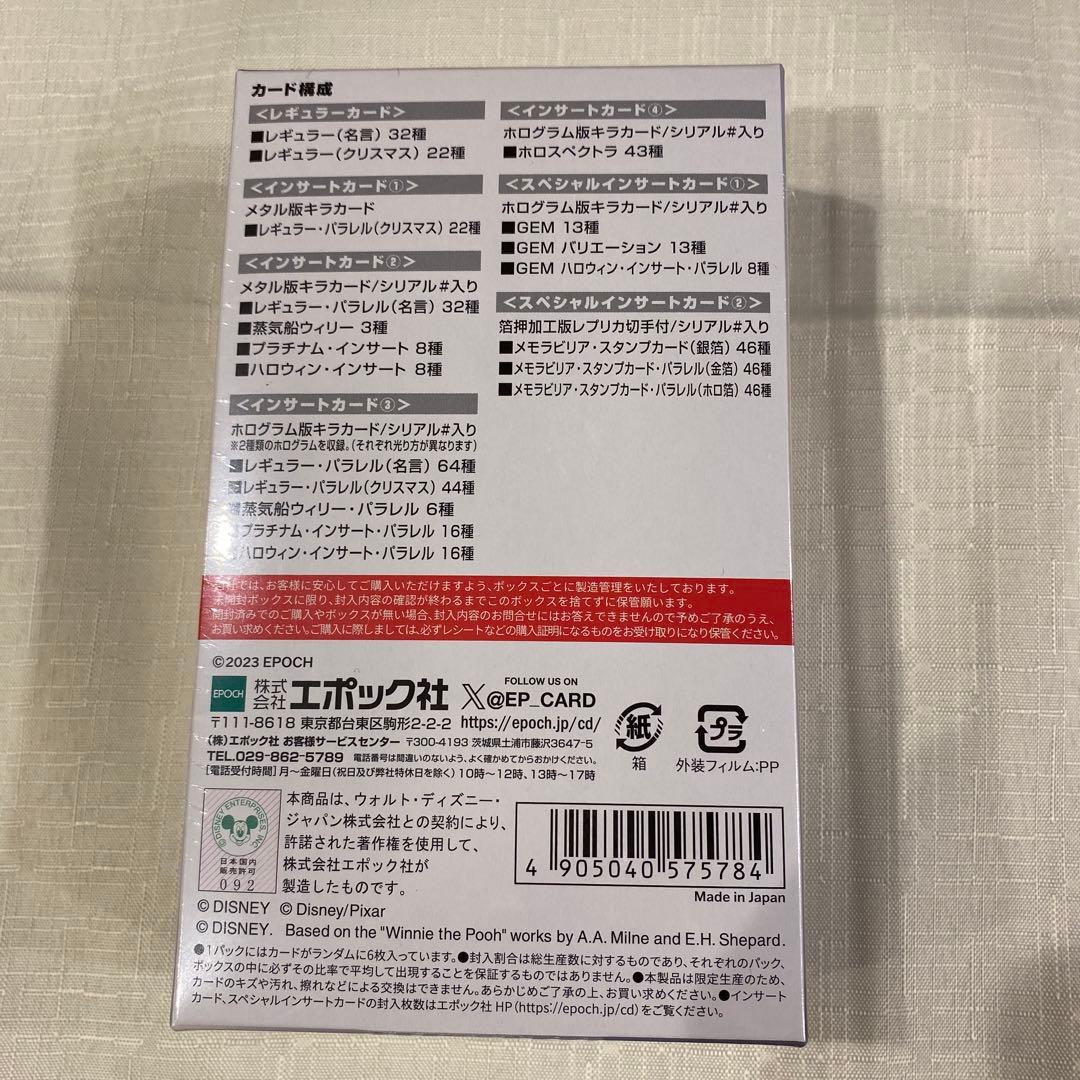 カード構成
<レギュラーカード>
■レギュラー(名言) 32種
■レギュラー(クリスマス) 22種
<インサートカード①>
メタル版キラカード
■レギュラー・パラレル(クリスマス) 22種
<インサートカード②>
メタル版キラカード/シリアル#入り
■レギュラー・パラレル(名言) 32種
■蒸気船ウィリー 3種
■プラチナム・インサート 8種
■ハロウィン・インサート 8種
<インサートカード③>
ホログラム版キラカード/シリアル#入り
※2種類のホログラムを収録。(それぞれ光り方が異なります)
■レギュラー・パラレル(名言) 64種
■レギュラー・パラレル(クリスマス) 44種
■蒸気船ウィリー・パラレル 6種
■プラチナム・インサート・パラレル 16種
■ハロウィン・インサート・パラレル 16種
<インサートカード④>
ホログラム版キラカード/シリアル#入り
■ホロスペクトラ 43種
<スペシャルインサートカード①>
ホログラム版キラカード/シリアル#入り
■GEM 13種
■GEM バリエーション 13種
■GEM ハロウィン・インサート・パラレル 8種
<スペシャルインサートカード②>
箔押加工版レプリカ切手付/シリアル#入り
■メモラビリア・スタンプカード(銀箔) 46種
■メモラビリア・スタンプカード・パラレル(金箔) 46種
■メモラビリア・スタンプカード・パラレル(ホロ箔) 46種
当社では、お客様に安心してご購入いただけますよう、ボックスごとに製造管理をいたしております。
未開封ボックスに限り、封入内容の確認が終わるまでこのボックスを捨てずに保管願います。
開封済みでのご購入やボックスが無い場合、封入内容のお問合せにはお答えできませんので予めご了承のうえ、
お買い求めください。ご購入に際しましては、必ずレシートなどの購入証明になるものをお受け取りになり保管ください。
©2023 EPOCH
EPOCH 株式会社エポック社
FOLLOW US ON
X@EP_CARD
〒111-8618 東京都台東区駒形2-2-2 https://epoch.jp/cd/
(株)エポック社 お客様サービスセンター 〒300-4193 茨城県土浦市藤沢3647-5
TEL.029-862-5789 電話番号は間違いのないよう、よく確かめてからおかけください。
[電話受付時間]月〜金曜日(祝日及び弊社特休日を除く)10時〜12時、13時〜17時
紙
箱
プラ
外装フィルム:PP
©DISNEY ENTERPRISES, INC
日本国内
販売許可
092
本商品は、ウォルト・ディズニー・
ジャパン株式会社との契約により、
許諾された著作権を使用して、
株式会社エポック社が
製造したものです。
4 905040 575784
Made in Japan
© DISNEY © Disney/Pixar
© DISNEY. Based on the "Winnie the Pooh" works by A.A. Milne and E.H. Shepard.
●1パックにはカードがランダムに6枚入っています。●封入割合は総生産数に対するものであり、それぞれのパック、
ボックスの中に必ずその比率で平均して出現することを保証するものではありません。●本製品は限定生産のため、
カードのキズや汚れ、擦れなどによる交換はできません。あらかじめご了承の上、お買い求めください。●インサート
カード、スペシャルインサートカードの封入枚数はエポック社 HP(https://epoch.jp/cd)をご覧ください。